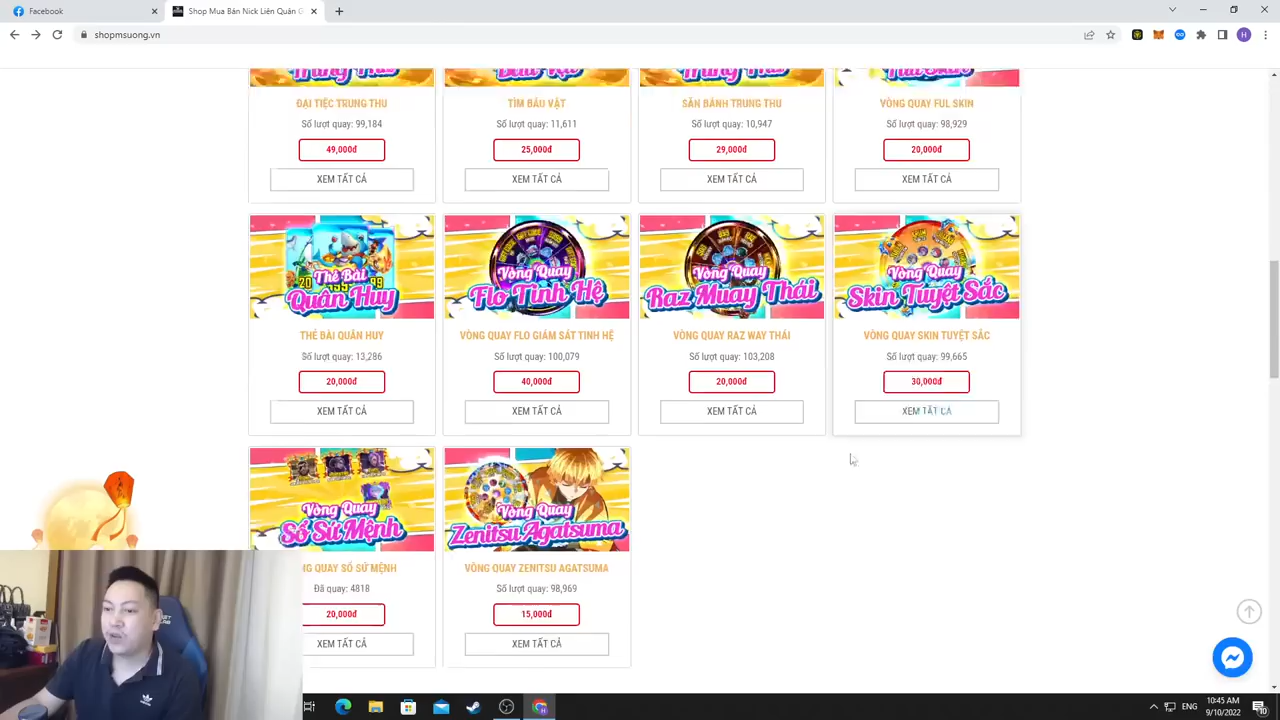 Facebook
Shop Mua Bán Nick Liên Quân G
shopmsuong.vn
H
ĐẠI TIỆC TRUNG THU
TÌM BÁU VẬT
SĂN BÁNH TRUNG THU
VÒNG QUAY FUL SKIN
Số lượt quay: 99,184
Số lượt quay: 11,611
Số lượt quay: 10,947
Số lượt quay: 98,929
49,000đ
25,000đ
29,000đ
20,000đ
XEM TẤT CẢ
XEM TẤT CẢ
XEM TẤT CẢ
XEM TẤT CẢ
Thẻ Bài
Quân Huy
Vòng Quay
Flo Tinh Hệ
Vòng Quay
Raz Muay Thái
Vòng Quay
Skin Tuyệt Sắc
THẺ BÀI QUÂN HUY
VÒNG QUAY FLO GIÁM SÁT TINH HỆ
VÒNG QUAY RAZ WAY THÁI
VÒNG QUAY SKIN TUYỆT SẮC
Số lượt quay: 13,286
Số lượt quay: 100,079
Số lượt quay: 103,208
Số lượt quay: 99,665
20,000đ
40,000đ
20,000đ
30,000đ
XEM TẤT CẢ
XEM TẤT CẢ
XEM TẤT CẢ
XEM TẤT CẢ
Vòng Quay
Sổ Sứ Mệnh
Vòng Quay
Zenitsu Agatsuma
NG QUAY SỔ SỨ MỆNH
VÒNG QUAY ZENITSU AGATSUMA
Đã quay: 4818
Số lượt quay: 98,969
20,000đ
15,000đ
XEM TẤT CẢ
XEM TẤT CẢ
ENG
10:45 AM
9/10/2022
10